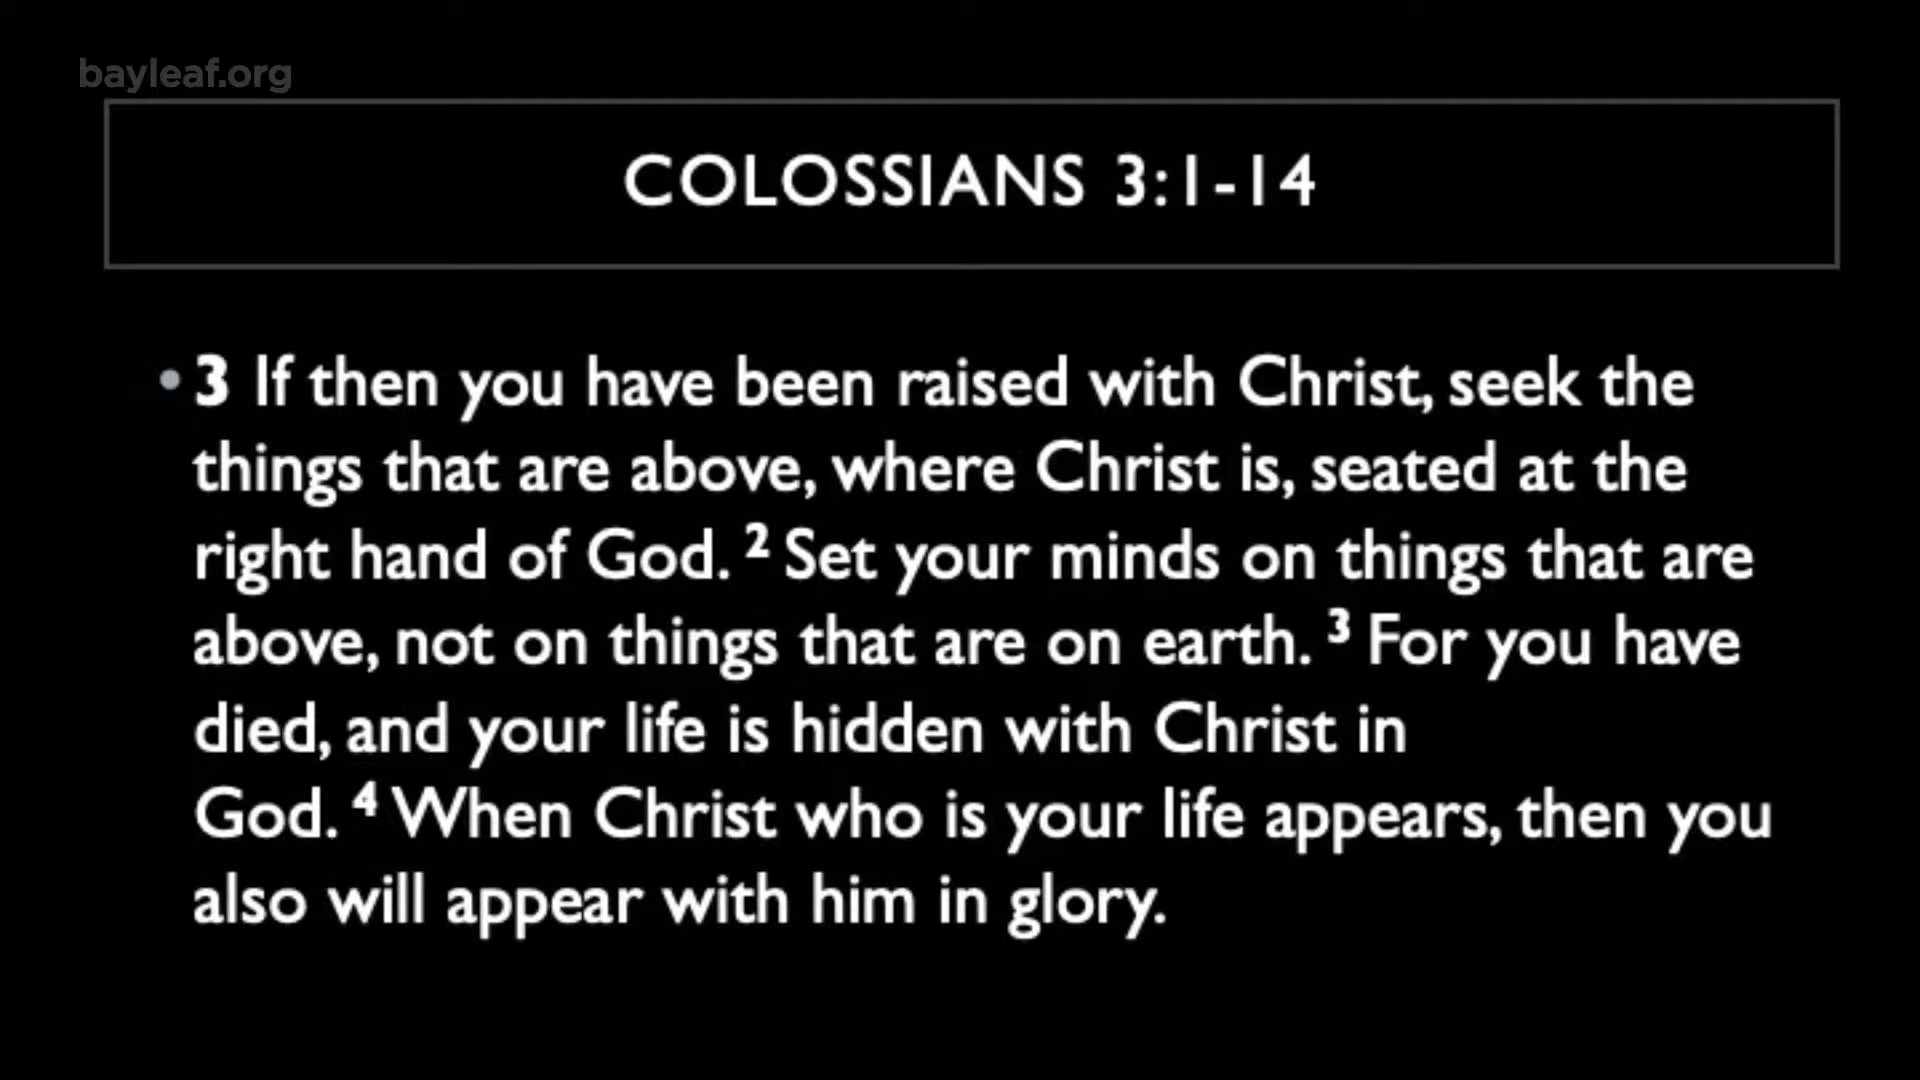 bayleaf.org
COLOSSIANS 3:1-14
• 3 If then you have been raised with Christ, seek the
things that are above, where Christ is, seated at the
right hand of God. ² Set your minds on things that are
above, not on things that are on earth. ³ For you have
died, and your life is hidden with Christ in
God. ⁴ When Christ who is your life appears, then you
also will appear with him in glory.